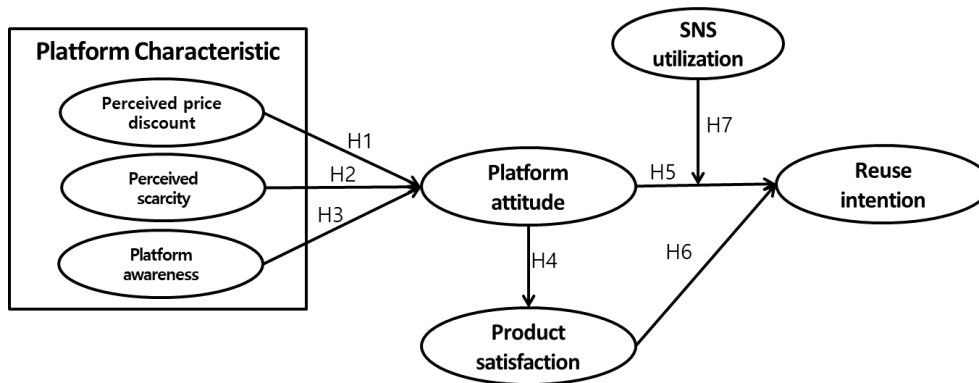 Platform Characteristic
Perceived price
discount
Perceived
scarcity
Platform
awareness
H1
H2
H3
Platform
attitude
H4
Product
satisfaction
H5
H6
SNS
utilization
H7
Reuse
intention